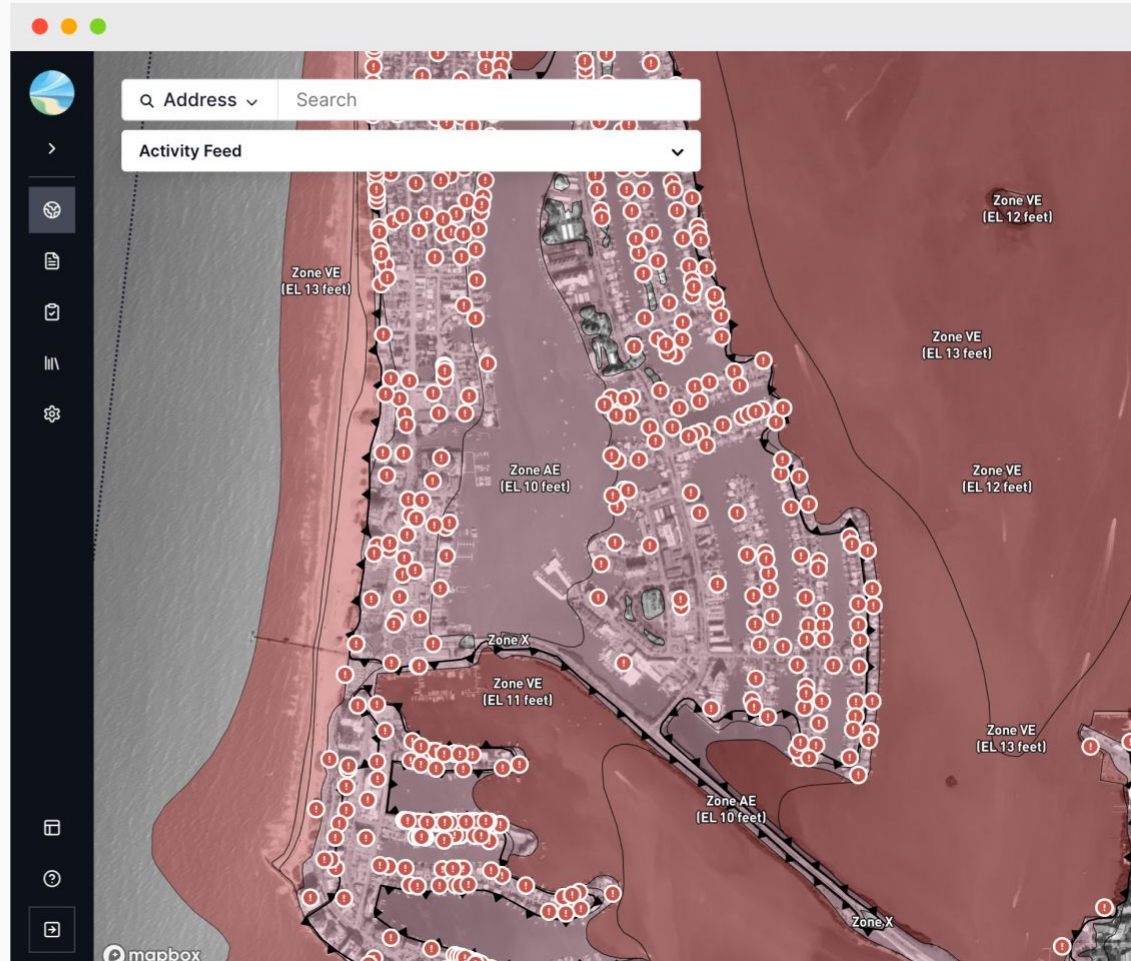 Address
Search
Activity Feed
Zone VE
(EL 12 feet)
Zone VE
(EL 13 feet)
Zone VE
(EL 13 feet)
Zone AE
(EL 10 feet)
Zone VE
(EL 12 feet)
Zone X
Zone VE
(EL 11 feet)
Zone VE
(EL 13 feet)
Zone AE
(EL 10 feet)
Zone X
mapbox